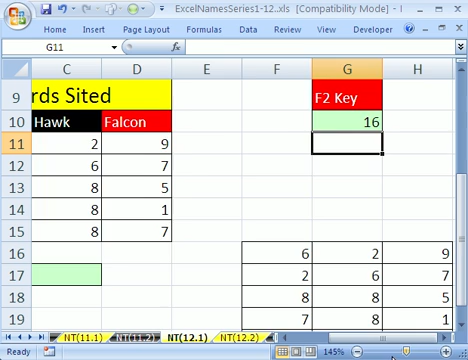 ExcelNamesSeries1-12..xls [Compatibility Mode] -
Home Insert Formulas Data Review View Developer
G11 fx
C D E F G H
9 rds Sited F2 Key
10 Hawk Falcon 16
11 2 9
12 6 7
13 8 5
14 8 1
15 8 7
16 6 2 9
17 2 6 7
18 8 8 5
19 7 8 1
NT(11.1) NT(11.2) NT(12.1) NT(12.2)
Ready 145%